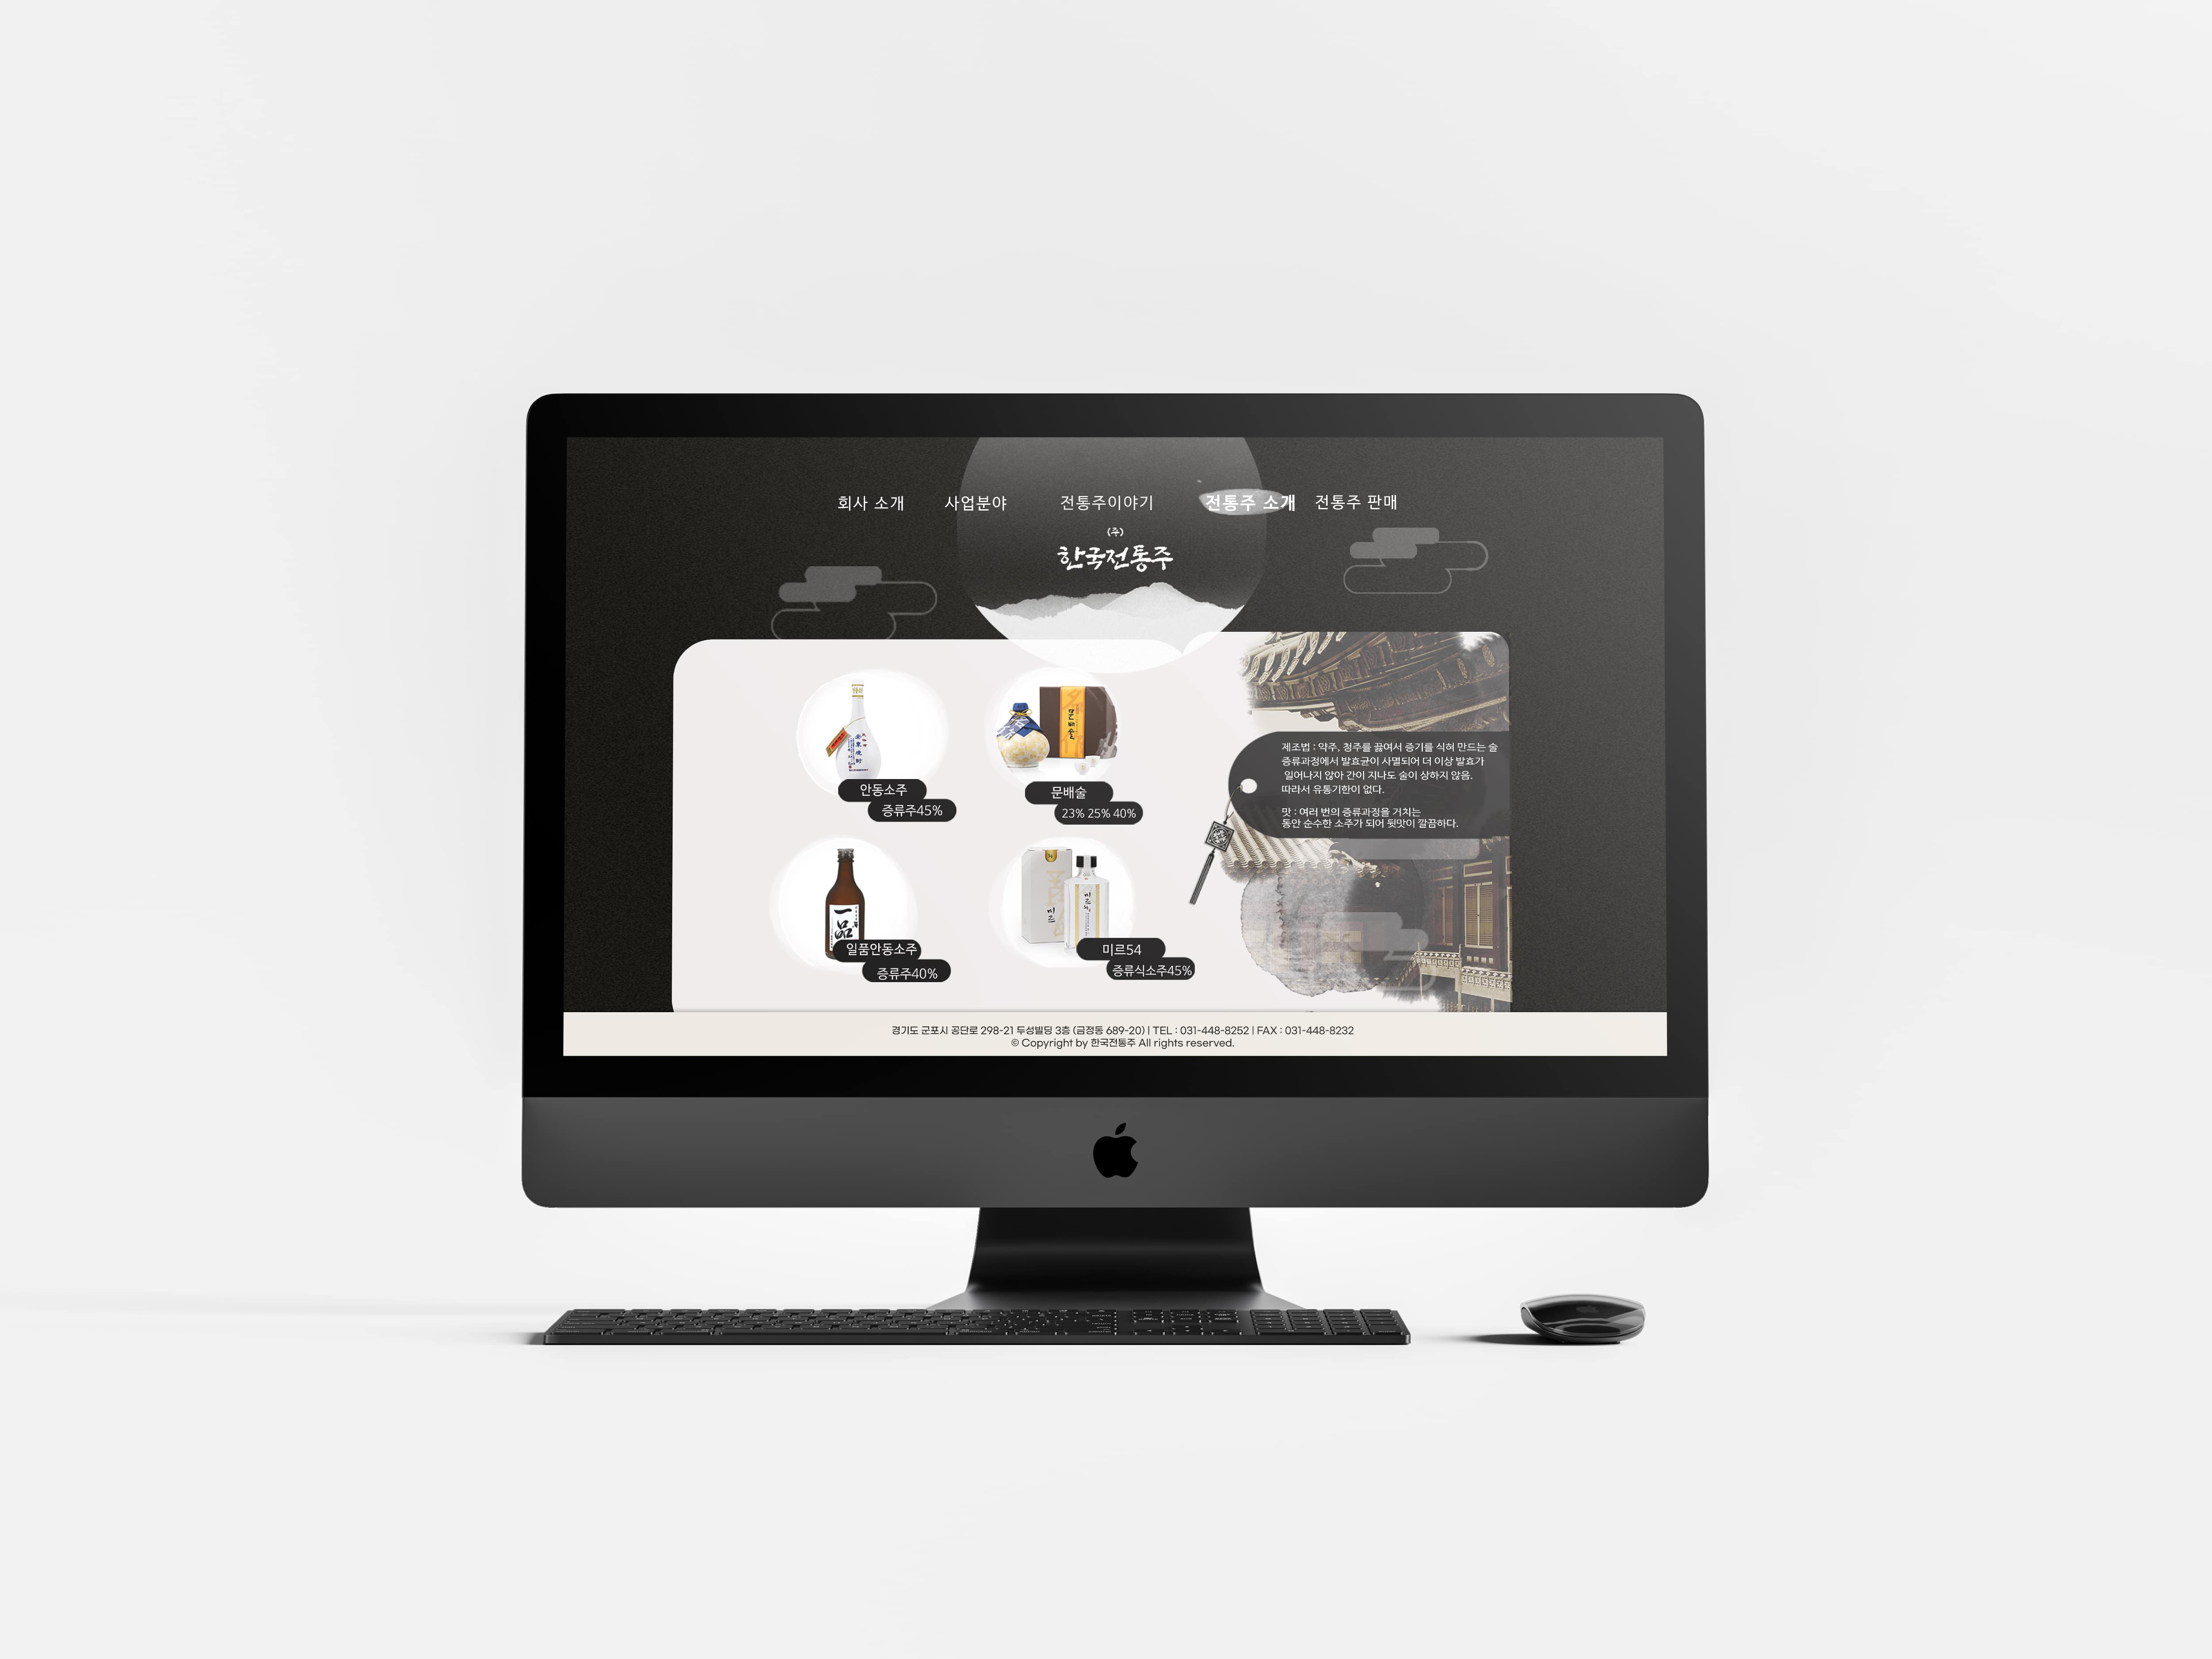 회사 소개 사업분야 전통주이야기 전통주 소개 전통주 판매
(주)
한국전통주
안동소주
증류주45%
문배술
문배술
23% 25% 40%
一品
일품안동소주
증류주40%
미르
미르
미르54
증류식소주45%
제조법 : 약주, 청주를 끓여서 증기를 식혀 만드는 술
증류과정에서 발효균이 사멸되어 더 이상 발효가
일어나지 않아 간이 지나도 술이 상하지 않음.
따라서 유통기한이 없다.
맛 : 여러 번의 증류과정을 거치는
동안 순수한 소주가 되어 뒷맛이 깔끔하다.
경기도 군포시 공단로 298-21 두성빌딩 3층 (금정동 689-20) | TEL : 031-448-8252 | FAX : 031-448-8232
© Copyright by 한국전통주 All rights reserved.